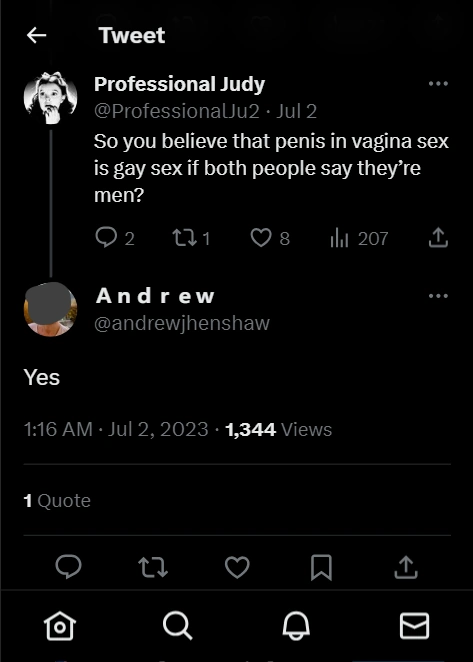 Tweet
Professional Judy
@ProfessionalJu2 · Jul 2
So you believe that penis in vagina sex
is gay sex if both people say they’re
men?
2 1 8 207
A n d r e w
@andrewjhenshaw
Yes
1:16 AM · Jul 2, 2023 · 1,344 Views
1 Quote